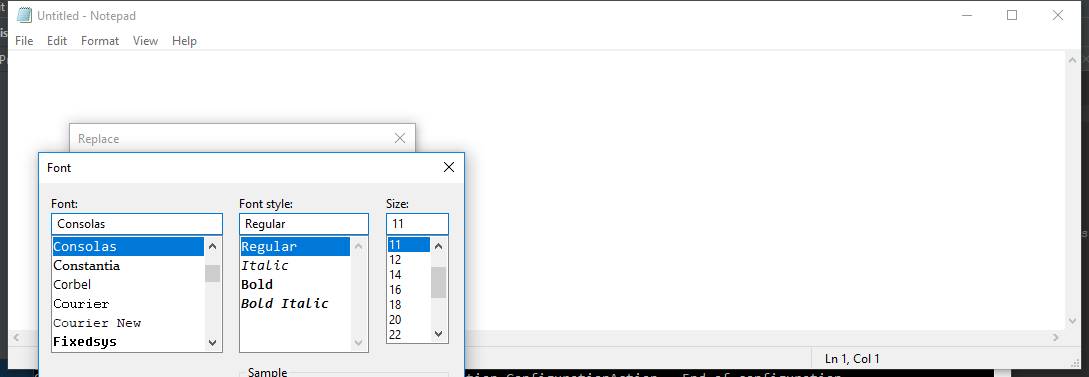 Untitled - Notepad
File Edit Format View Help
Replace
Font
Font: Font style: Size:
Consolas Regular 11
Consolas Regular 11
Constantia Italic 12
Corbel Bold 14
Courier Bold Italic 16
Courier New 18
Fixedsys 20
22
Ln 1, Col 1
Sample